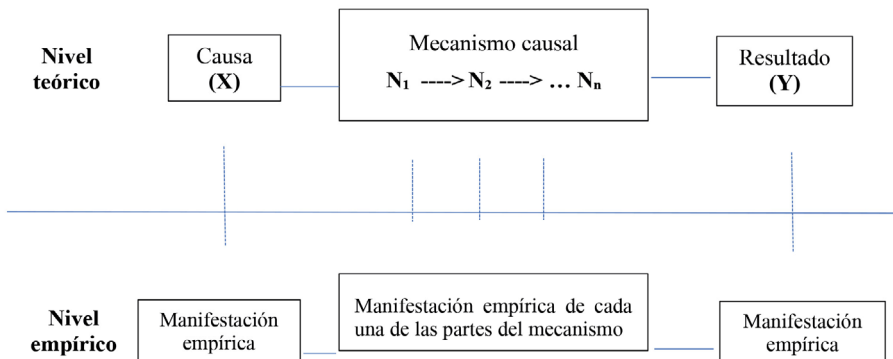 Nivel
teórico
Causa
(X)
Mecanismo causal
N₁ ----> N₂ ----> … Nₙ
Resultado
(Y)
Nivel
empírico
Manifestación
empírica
Manifestación empírica de cada
una de las partes del mecanismo
Manifestación
empírica